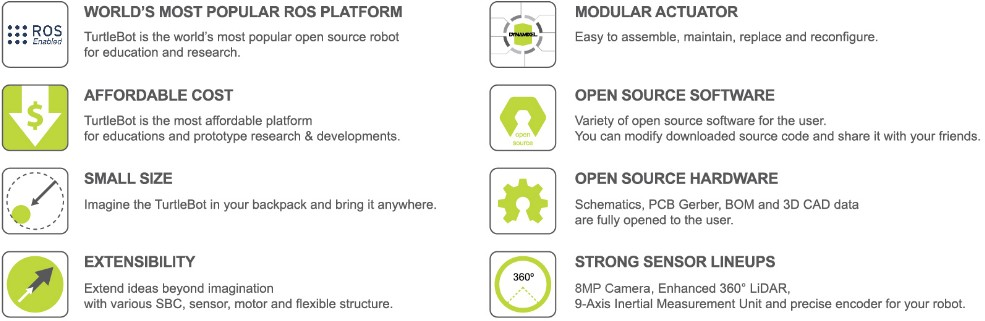 ROS
Enabled
WORLD'S MOST POPULAR ROS PLATFORM
TurtleBot is the world's most popular open source robot
for education and research.
$
AFFORDABLE COST
TurtleBot is the most affordable platform
for educations and prototype research & developments.
SMALL SIZE
Imagine the TurtleBot in your backpack and bring it anywhere.
EXTENSIBILITY
Extend ideas beyond imagination
with various SBC, sensor, motor and flexible structure.
DYNAMIXEL
MODULAR ACTUATOR
Easy to assemble, maintain, replace and reconfigure.
open
source
OPEN SOURCE SOFTWARE
Variety of open source software for the user.
You can modify downloaded source code and share it with your friends.
OPEN SOURCE HARDWARE
Schematics, PCB Gerber, BOM and 3D CAD data
are fully opened to the user.
360°
STRONG SENSOR LINEUPS
8MP Camera, Enhanced 360° LiDAR,
9-Axis Inertial Measurement Unit and precise encoder for your robot.